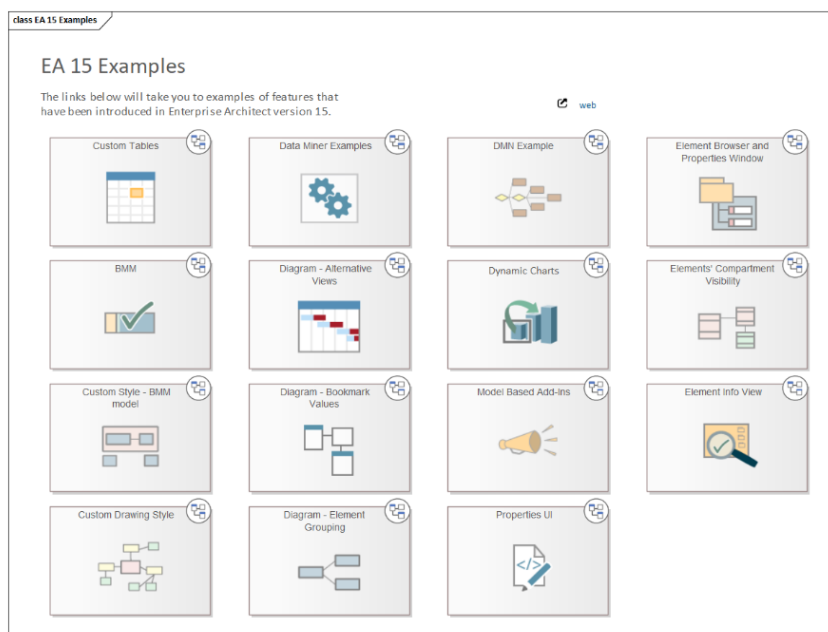 class EA 15 Examples
EA 15 Examples
The links below will take you to examples of features that
have been introduced in Enterprise Architect version 15.
web
Custom Tables
Data Miner Examples
DMN Example
Element Browser and
Properties Window
BMM
Diagram - Alternative
Views
Dynamic Charts
Elements' Compartment
Visibility
Custom Style - BMM
model
Diagram - Bookmark
Values
Model Based Add-Ins
Element Info View
Custom Drawing Style
Diagram - Element
Grouping
Properties UI